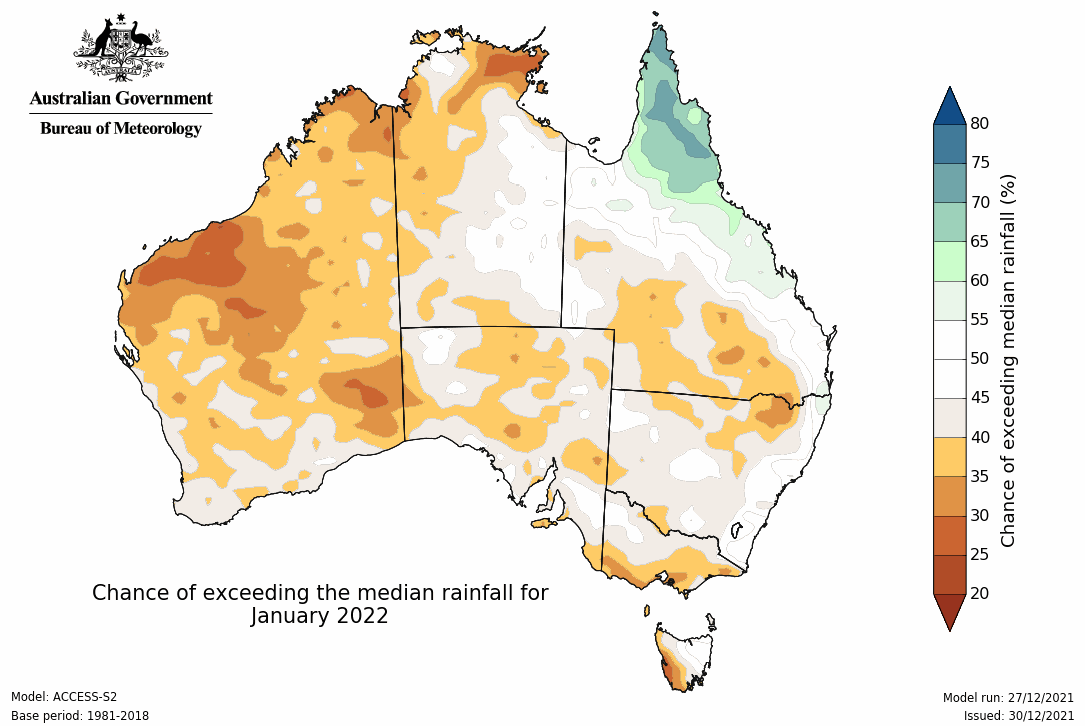 Australian Government
Bureau of Meteorology
80
75
70
65
60
55
50
45
40
35
30
25
20
Chance of exceeding median rainfall (%)
Chance of exceeding the median rainfall for
January 2022
Model: ACCESS-S2
Base period: 1981-2018
Model run: 27/12/2021
Issued: 30/12/2021